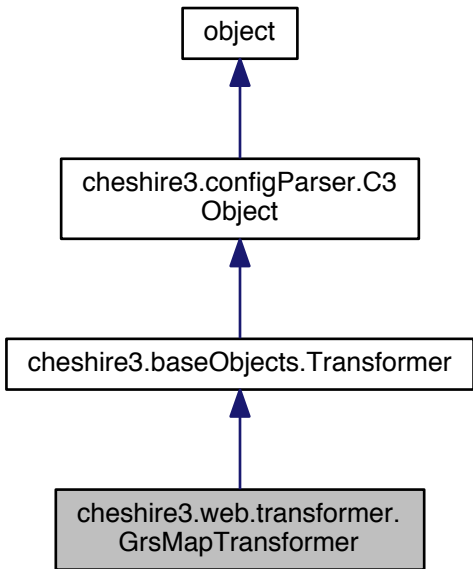 object
cheshire3.configParser.C3
Object
cheshire3.baseObjects.Transformer
cheshire3.web.transformer.
GrsMapTransformer